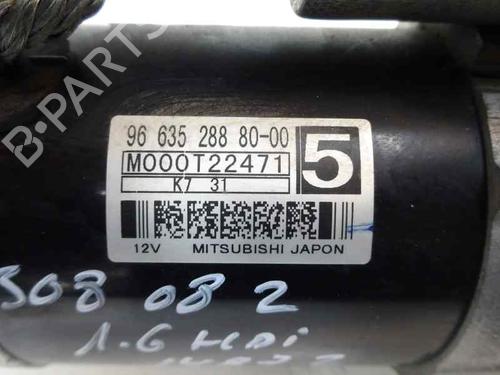 96 635 288 80-00
M000T22471
5
K7 31
12V MITSUBISHI JAPON
308 08 2
1.6 HDi
B-PARTS